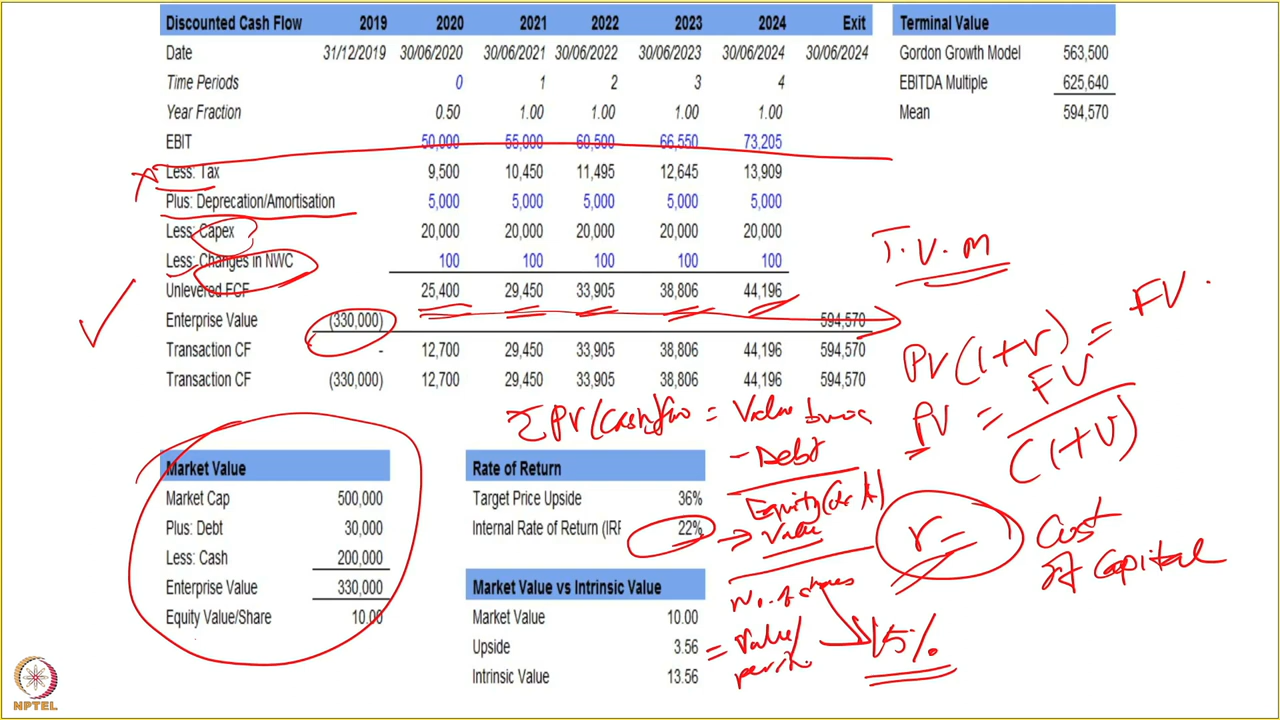 Discounted Cash Flow 2019 2020 2021 2022 2023 2024 Exit
Date 31/12/2019 30/06/2020 30/06/2021 30/06/2022 30/06/2023 30/06/2024 30/06/2024
Time Periods 0 1 2 3 4
Year Fraction 0.50 1.00 1.00 1.00 1.00
EBIT 50,000 55,000 60,500 66,550 73,205
Less: Tax 9,500 10,450 11,495 12,645 13,909
Plus: Deprecation/Amortisation 5,000 5,000 5,000 5,000 5,000
Less: Capex 20,000 20,000 20,000 20,000 20,000
Less: Changes in NWC 100 100 100 100 100
Unlevered FCF 25,400 29,450 33,905 38,806 44,196
Enterprise Value (330,000) 594,570
Transaction CF - 12,700 29,450 33,905 38,806 44,196 594,570
Transaction CF (330,000) 12,700 29,450 33,905 38,806 44,196 594,570
Terminal Value
Gordon Growth Model 563,500
EBITDA Multiple 625,640
Mean 594,570
T.V.M
PV(1+r) = FV.
PV = FV
(1+r)
r =
Cost
of Capital
Σ PV (Cash flow = Value
- Debt
Equity
Value
No. of shares
= Value/
15%
Market Value
Market Cap 500,000
Plus: Debt 30,000
Less: Cash 200,000
Enterprise Value 330,000
Equity Value/Share 10.00
Rate of Return
Target Price Upside 36%
Internal Rate of Return (IRR 22%
Market Value vs Intrinsic Value
Market Value 10.00
Upside 3.56
Intrinsic Value 13.56
NPTEL